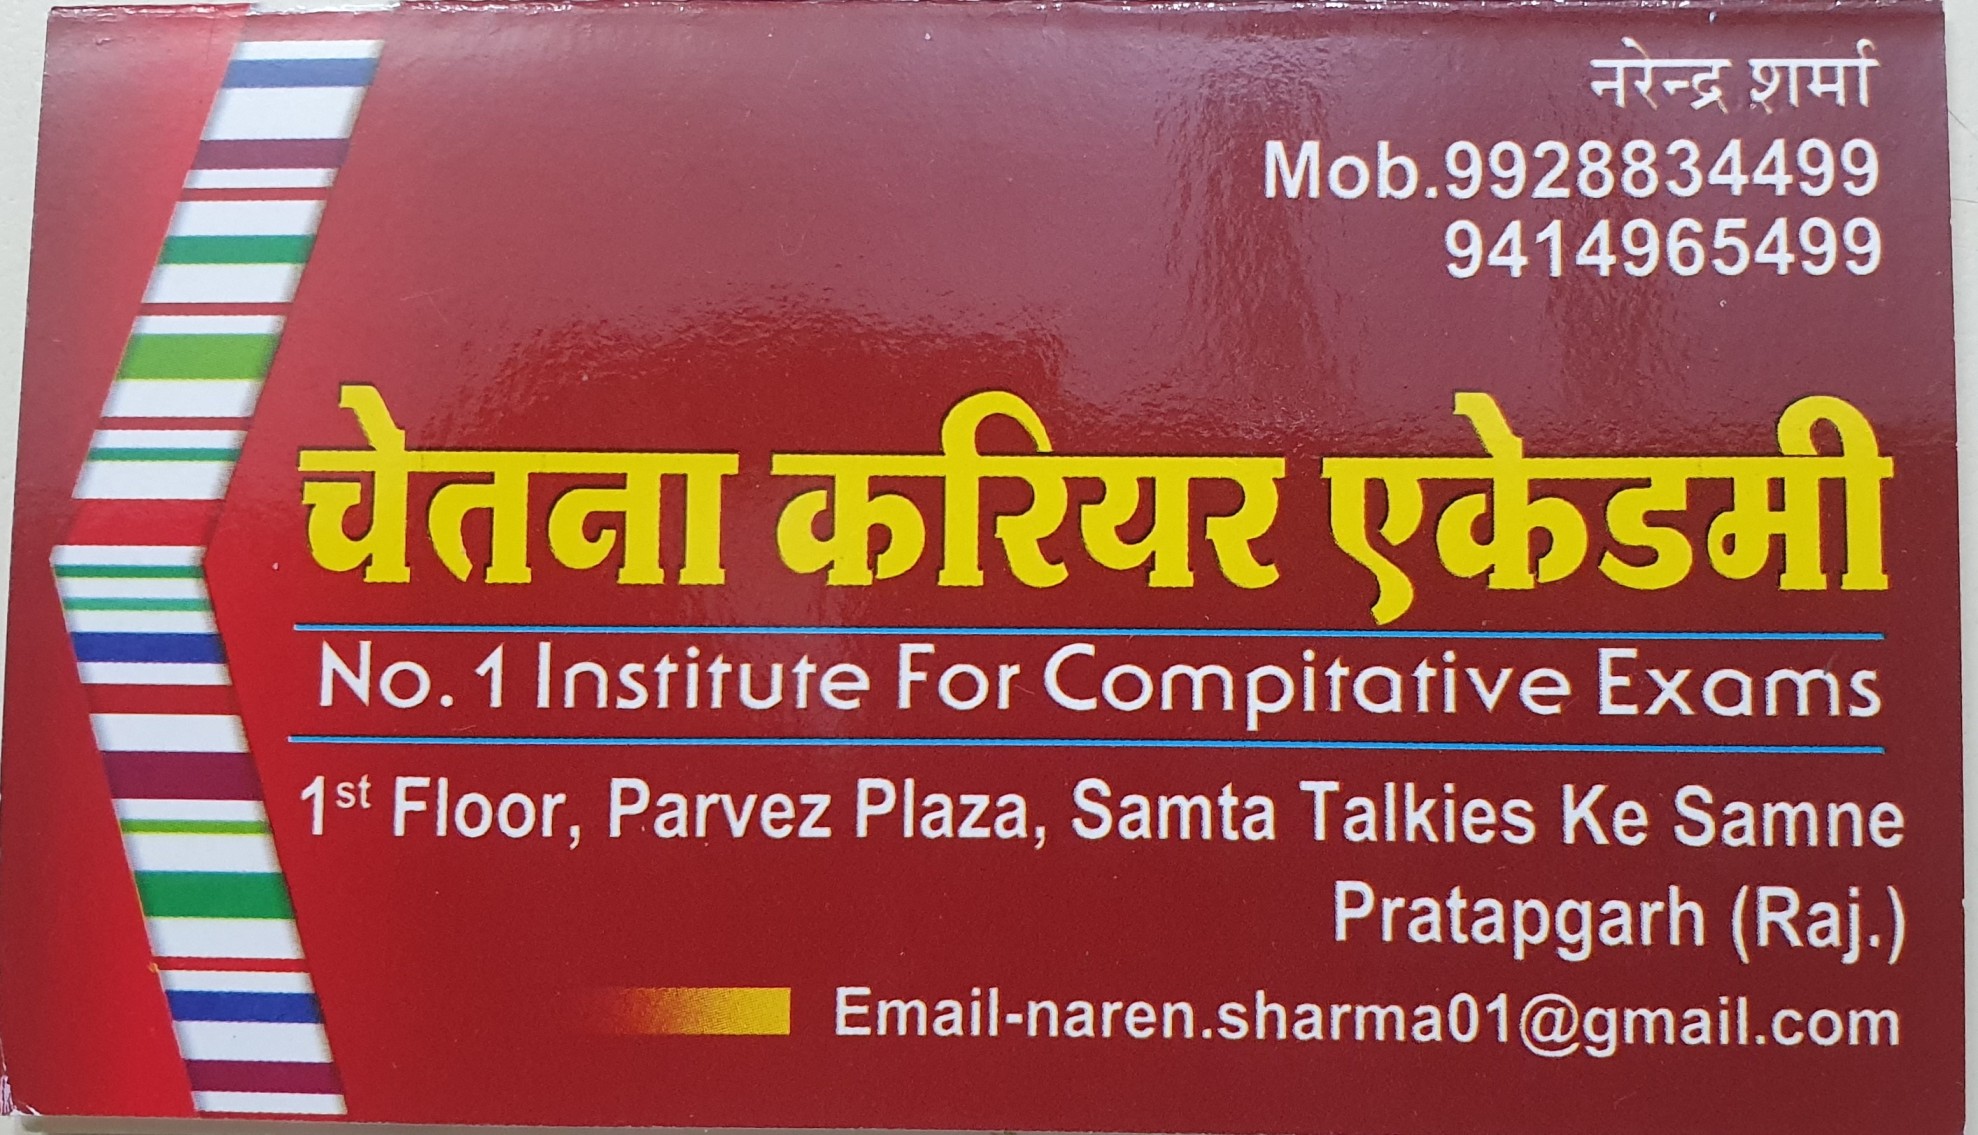 नरेन्द्र शर्मा
Mob.9928834499
9414965499
चेतना करियर एकेडमी
No. 1 Institute For Compitative Exams
1st Floor, Parvez Plaza, Samta Talkies Ke Samne
Pratapgarh (Raj.)
Email-naren.sharma01@gmail.com